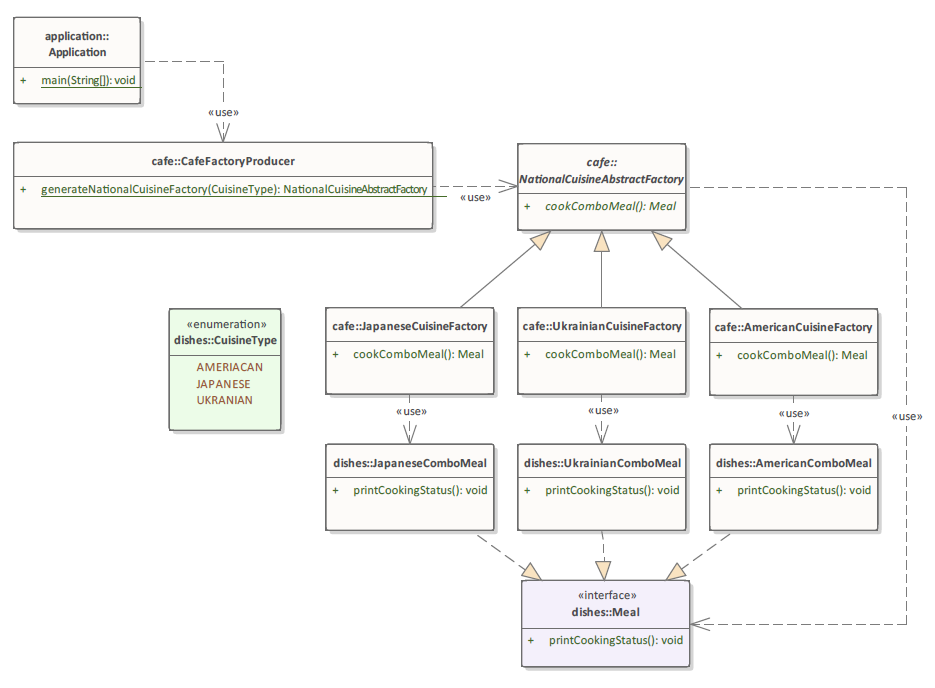 application::
Application
+ main(String[]): void
«use»
cafe::CafeFactoryProducer
+ generateNationalCuisineFactory(CuisineType): NationalCuisineAbstractFactory
«use»
cafe::
NationalCuisineAbstractFactory
+ cookComboMeal(): Meal
«enumeration»
dishes::CuisineType
AMERIACAN
JAPANESE
UKRANIAN
cafe::JapaneseCuisineFactory
+ cookComboMeal(): Meal
cafe::UkrainianCuisineFactory
+ cookComboMeal(): Meal
cafe::AmericanCuisineFactory
+ cookComboMeal(): Meal
«use»
«use»
«use»
«use»
dishes::JapaneseComboMeal
+ printCookingStatus(): void
dishes::UkrainianComboMeal
+ printCookingStatus(): void
dishes::AmericanComboMeal
+ printCookingStatus(): void
«interface»
dishes::Meal
+ printCookingStatus(): void